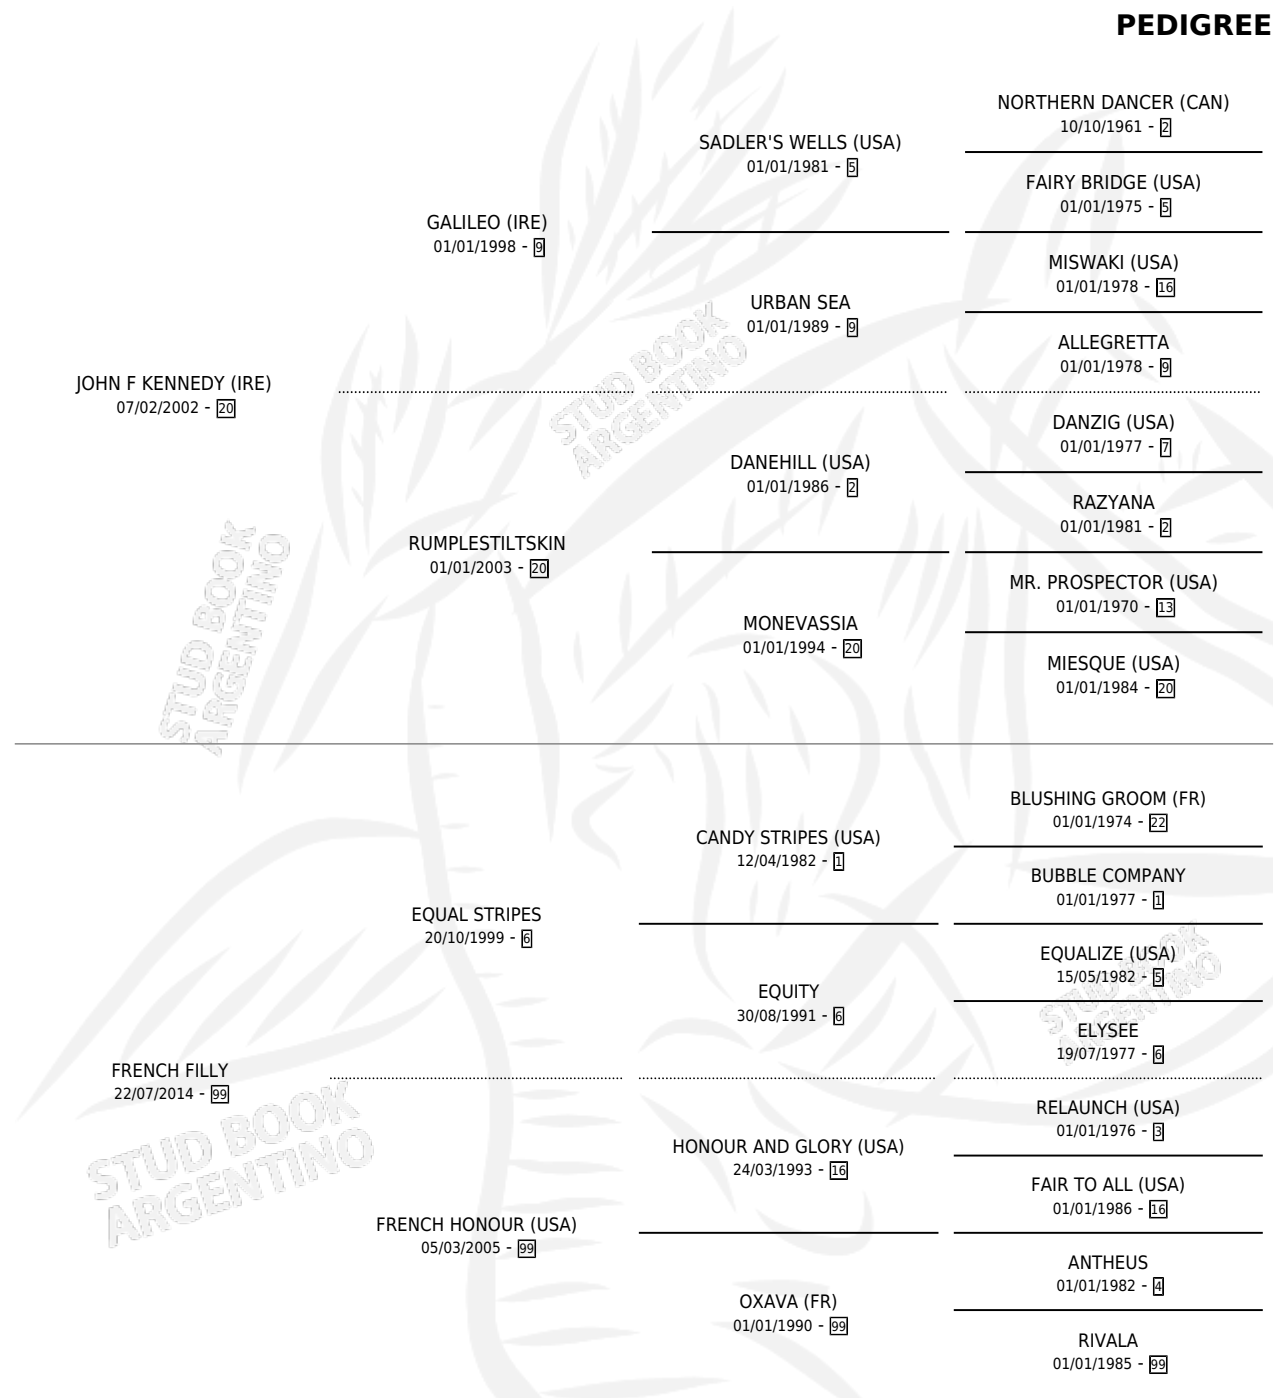 PEDIGREE
NORTHERN DANCER (CAN)
10/10/1961 - 2
SADLER'S WELLS (USA)
01/01/1981 - 5
FAIRY BRIDGE (USA)
01/01/1975 - 5
GALILEO (IRE)
01/01/1998 - 9
MISWAKI (USA)
01/01/1978 - 16
URBAN SEA
01/01/1989 - 9
ALLEGRETTA
01/01/1978 - 9
JOHN F KENNEDY (IRE)
07/02/2002 - 20
DANZIG (USA)
01/01/1977 - 7
DANEHILL (USA)
01/01/1986 - 2
RAZYANA
01/01/1981 - 2
RUMPLESTILTSKIN
01/01/2003 - 20
MR. PROSPECTOR (USA)
01/01/1970 - 13
MONEVASSIA
01/01/1994 - 20
MIESQUE (USA)
01/01/1984 - 20
BLUSHING GROOM (FR)
01/01/1974 - 22
CANDY STRIPES (USA)
12/04/1982 - 1
BUBBLE COMPANY
01/01/1977 - 1
EQUAL STRIPES
20/10/1999 - 6
EQUALIZE (USA)
15/05/1982 - 5
EQUITY
30/08/1991 - 6
ELYSEE
19/07/1977 - 6
FRENCH FILLY
22/07/2014 - 99
RELAUNCH (USA)
01/01/1976 - 3
HONOUR AND GLORY (USA)
24/03/1993 - 16
FAIR TO ALL (USA)
01/01/1986 - 16
FRENCH HONOUR (USA)
05/03/2005 - 99
ANTHEUS
01/01/1982 - 4
OXAVA (FR)
01/01/1990 - 99
RIVALA
01/01/1985 - 99
STUD BOOK
ARGENTINO
STUD BOOK
ARGENTINO
STUD BOOK
ARGENTINO
STUD BOOK
ARGENTINO